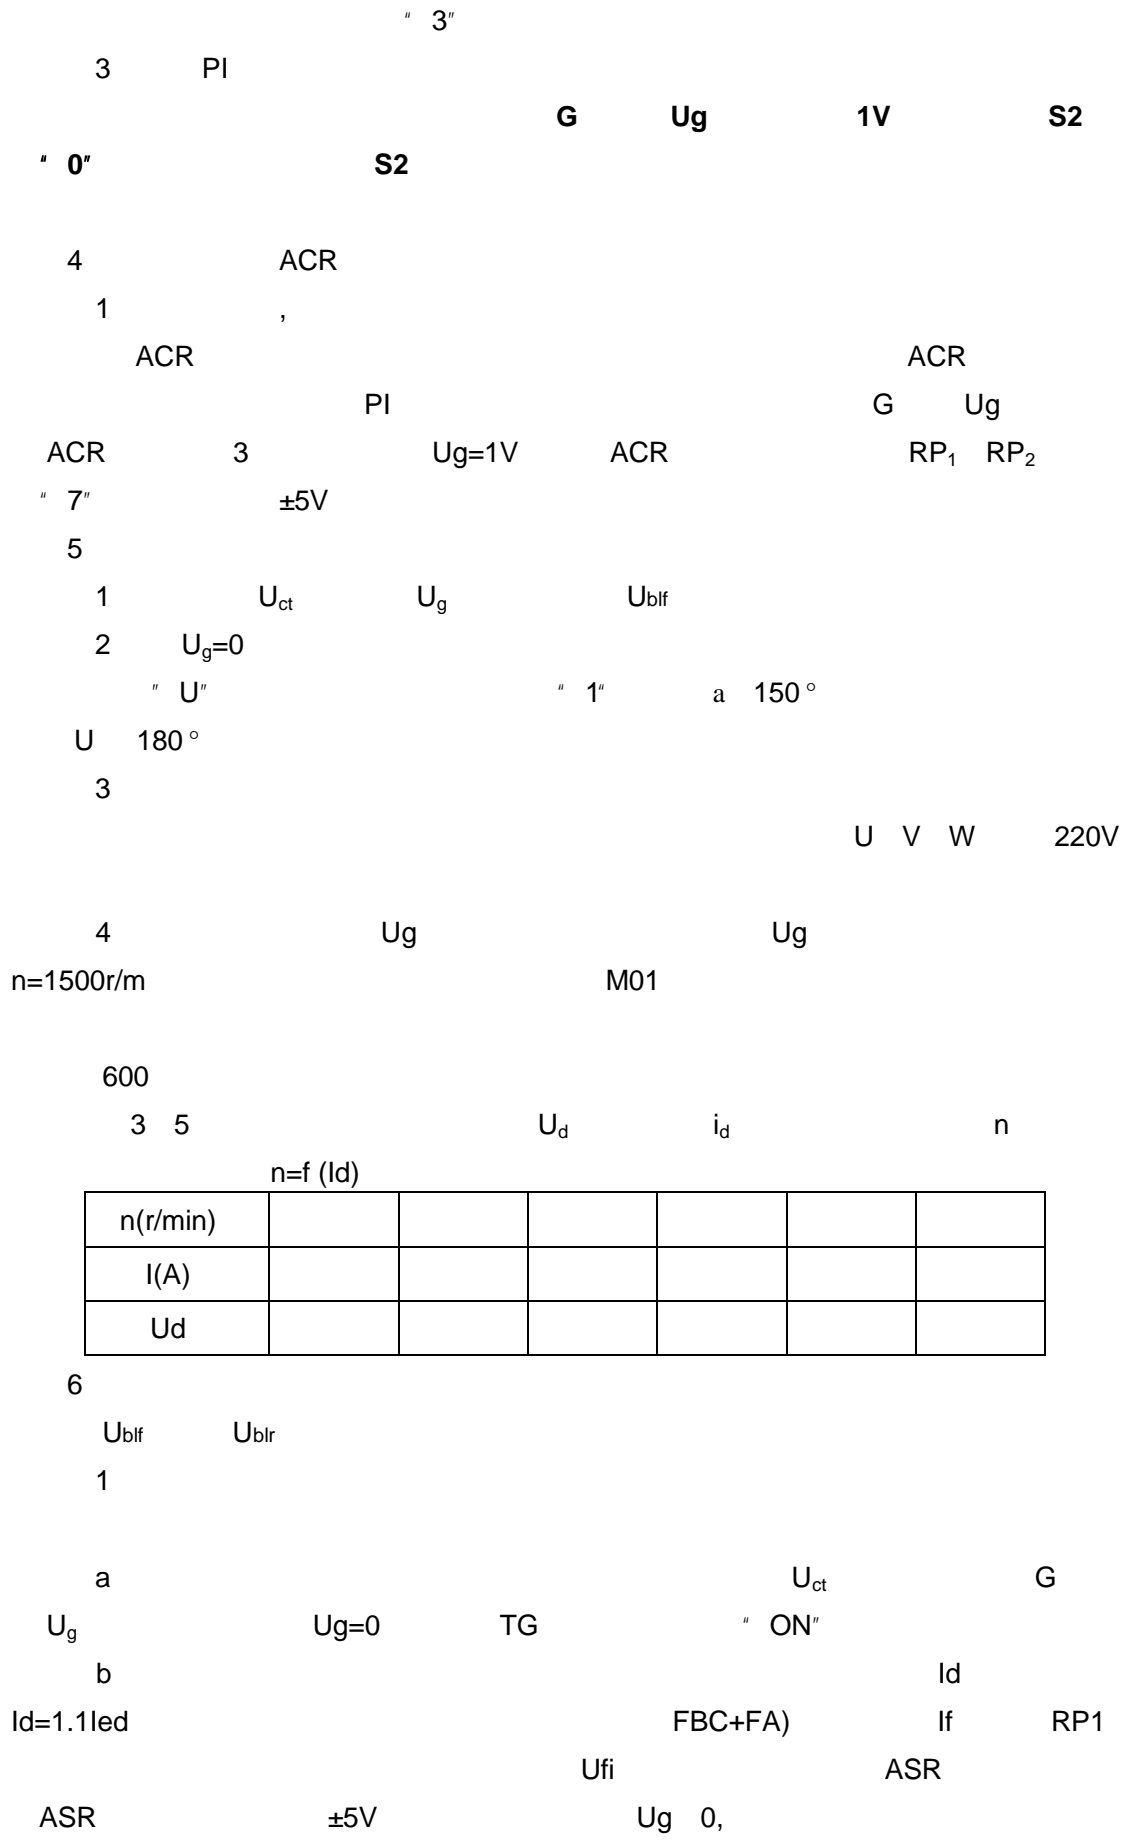 “ 3”
3 PI
G Ug 1V S2
“ 0” S2
4 ACR
1 ,
ACR ACR
PI G Ug
ACR 3 Ug=1V ACR RP₁ RP₂
“ 7” ±5V
5
1 Uct Ug Ublf
2 Ug=0
” U” “ 1“ a 150°
U 180°
3
U V W 220V
4 Ug Ug
n=1500r/m M01
600
3 5 Ud id n
n=f (Id)
n(r/min)
I(A)
Ud
6
Ublf Ublr
1
a Uct G
Ug Ug=0 TG “ ON”
b Id
Id=1.1Ied FBC+FA) If RP1
Ufi ASR
ASR ±5V Ug 0,